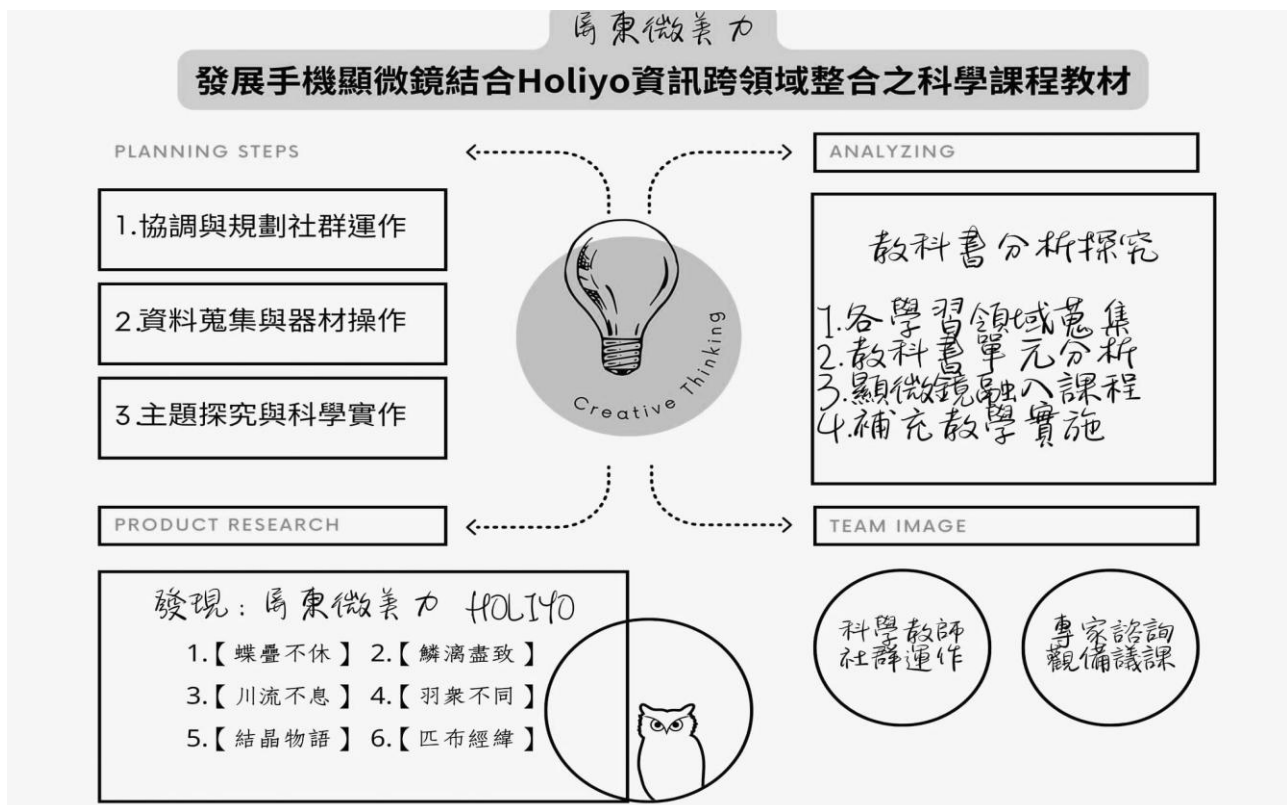 屏東微美力
發展手機顯微鏡結合Holiyo資訊跨領域整合之科學課程教材
PLANNING STEPS
1.協調與規劃社群運作
2.資料蒐集與器材操作
3.主題探究與科學實作
Creative Thinking
ANALYZING
教科書分析探究
1.各學習領域蒐集
2.教科書單元分析
3.顯微鏡融入課程
4.補充教學實施
PRODUCT RESEARCH
發現：屏東微美力 HOLIYO
1.【蝶疊不休】 2.【鱗漓盡致】
3.【川流不息】 4.【羽衆不同】
5.【結晶物語】 6.【匹布經緯】
TEAM IMAGE
科學教師
社群運作
專家諮詢
觀備議課